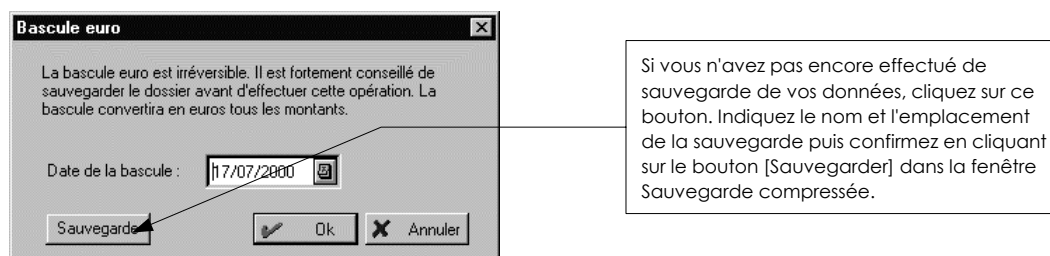 Bascule euro
La bascule euro est irréversible. Il est fortement conseillé de
sauvegarder le dossier avant d'effectuer cette opération. La
bascule convertira en euros tous les montants.
Date de la bascule : 17/07/2000
Sauvegarde Ok Annuler
Si vous n'avez pas encore effectué de
sauvegarde de vos données, cliquez sur ce
bouton. Indiquez le nom et l'emplacement
de la sauvegarde puis confirmez en cliquant
sur le bouton [Sauvegarder] dans la fenêtre
Sauvegarde compressée.